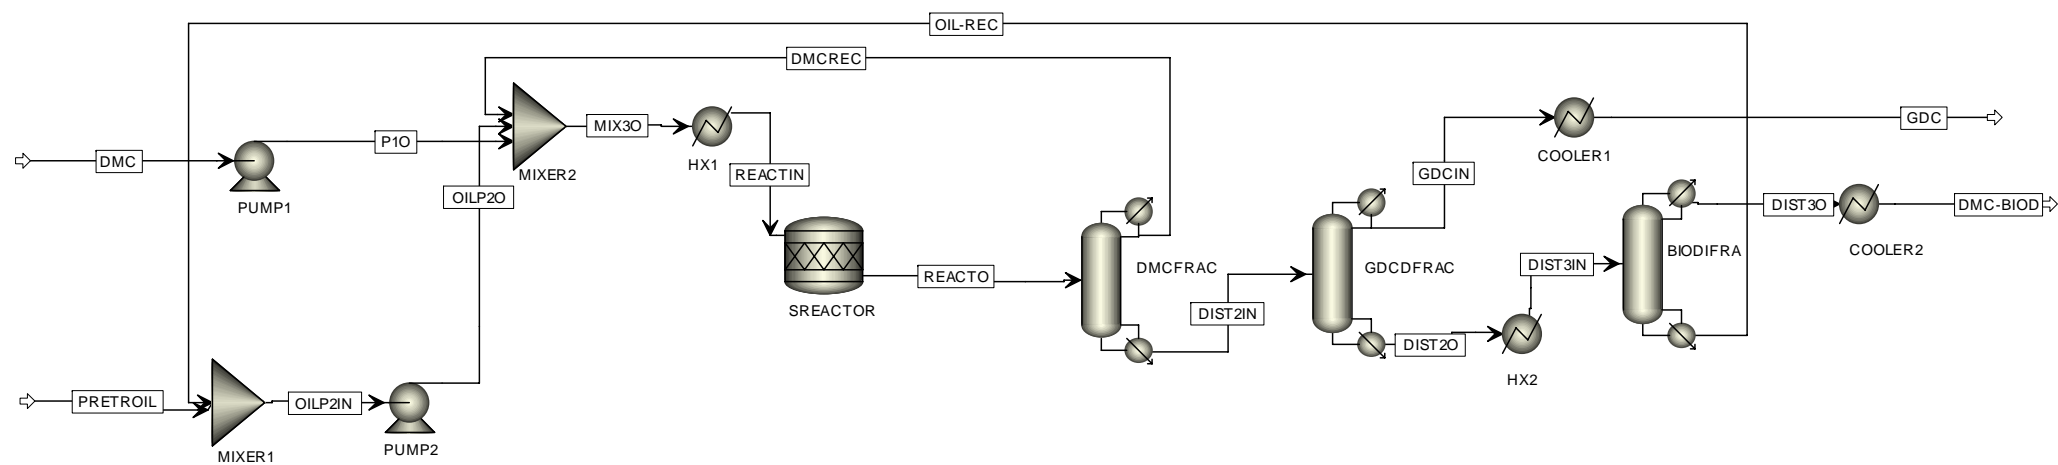 OIL-REC
DMCREC
MIX3O
HX1
GDC
COOLER1
P1O
DMC
MIXER2
REACTIN
GDCIN
PUMP1
OILP2O
DIST3O
DMC-BIOD
COOLER2
DMCFRAC
GDCDFRAC
BIODIFRA
DIST3IN
REACTO
SREACTOR
DIST2IN
DIST2O
HX2
PRETROIL
OILP2IN
MIXER1
PUMP2